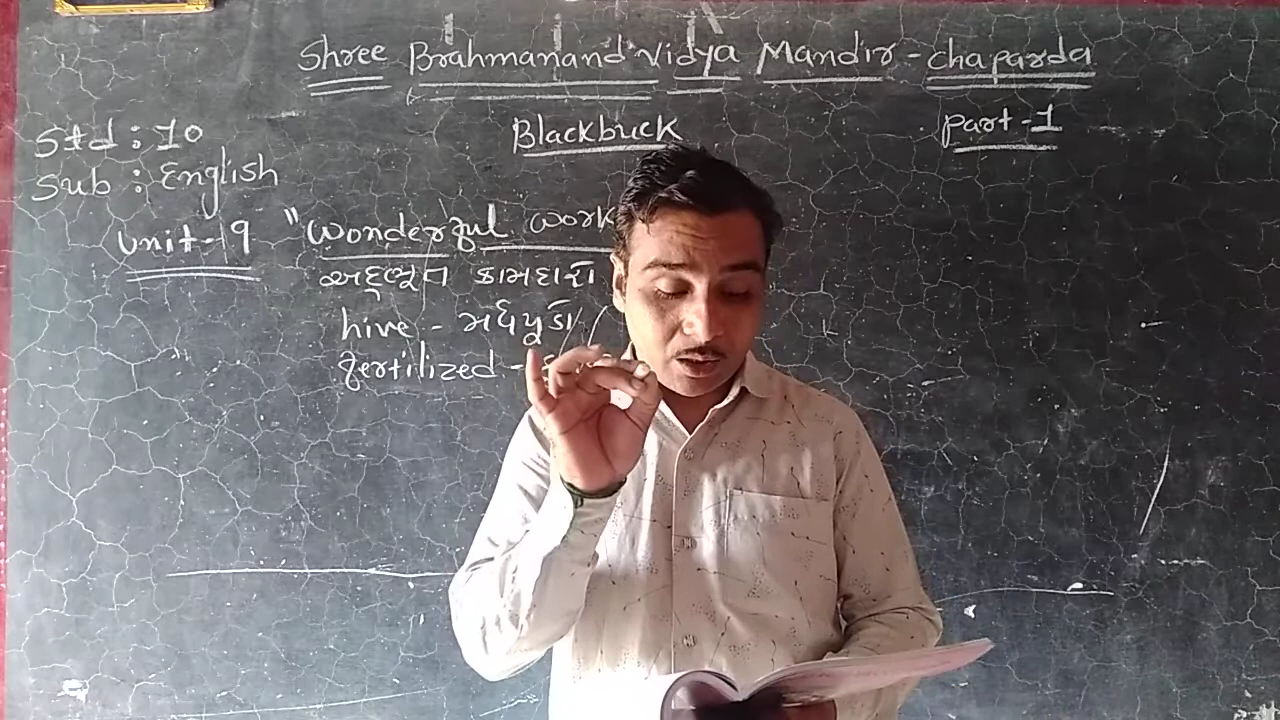 Shree Brahmanand Vidya Mandir - chaparda
Std : 10
Blackbuck
Part - 1
Sub : English
Unit - 9 "Wonderful work
અદ્ભૂત કામદારો
hive - મધપૂડો /
fertilized -